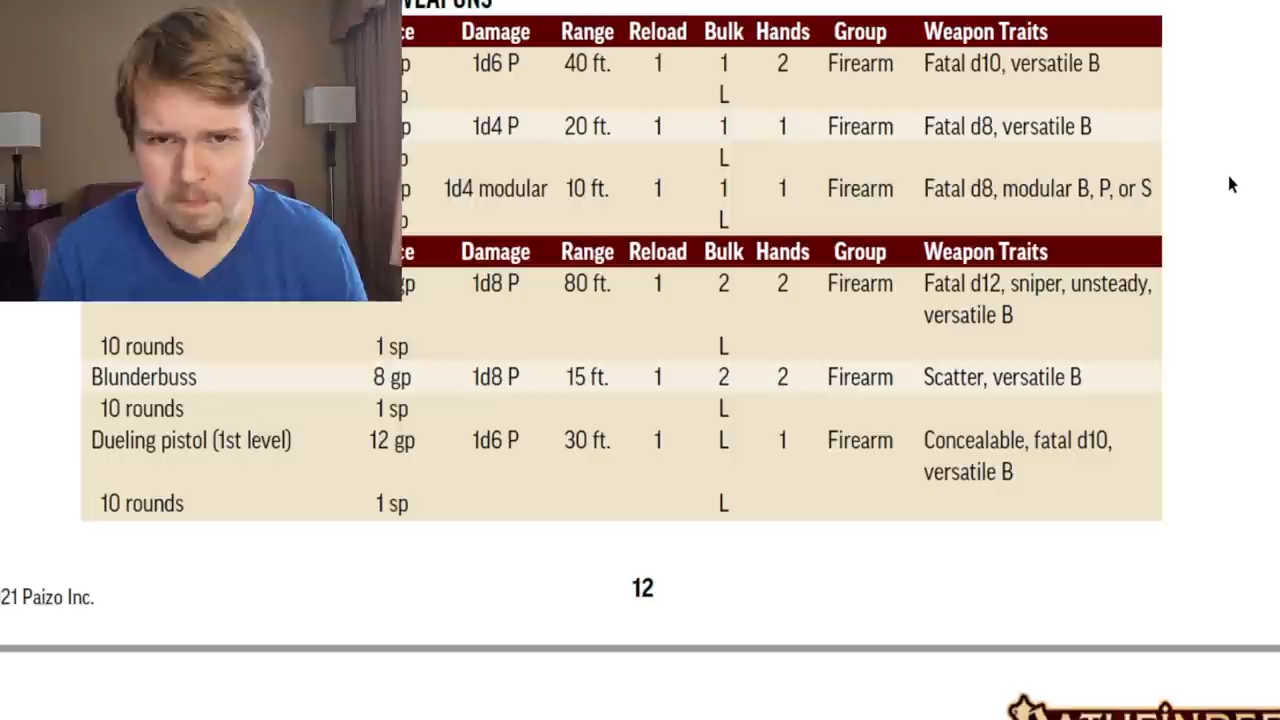 WEAPONS
ce Damage Range Reload Bulk Hands Group Weapon Traits
p 1d6 P 40 ft. 1 1 2 Firearm Fatal d10, versatile B
L
p 1d4 P 20 ft. 1 1 1 Firearm Fatal d8, versatile B
L
p 1d4 modular 10 ft. 1 1 1 Firearm Fatal d8, modular B, P, or S
L
ce Damage Range Reload Bulk Hands Group Weapon Traits
gp 1d8 P 80 ft. 1 2 2 Firearm Fatal d12, sniper, unsteady,
versatile B
10 rounds 1 sp L
Blunderbuss 8 gp 1d8 P 15 ft. 1 2 2 Firearm Scatter, versatile B
10 rounds 1 sp L
Dueling pistol (1st level) 12 gp 1d6 P 30 ft. 1 L 1 Firearm Concealable, fatal d10,
versatile B
10 rounds 1 sp L
21 Paizo Inc.
12
PATHFINDER